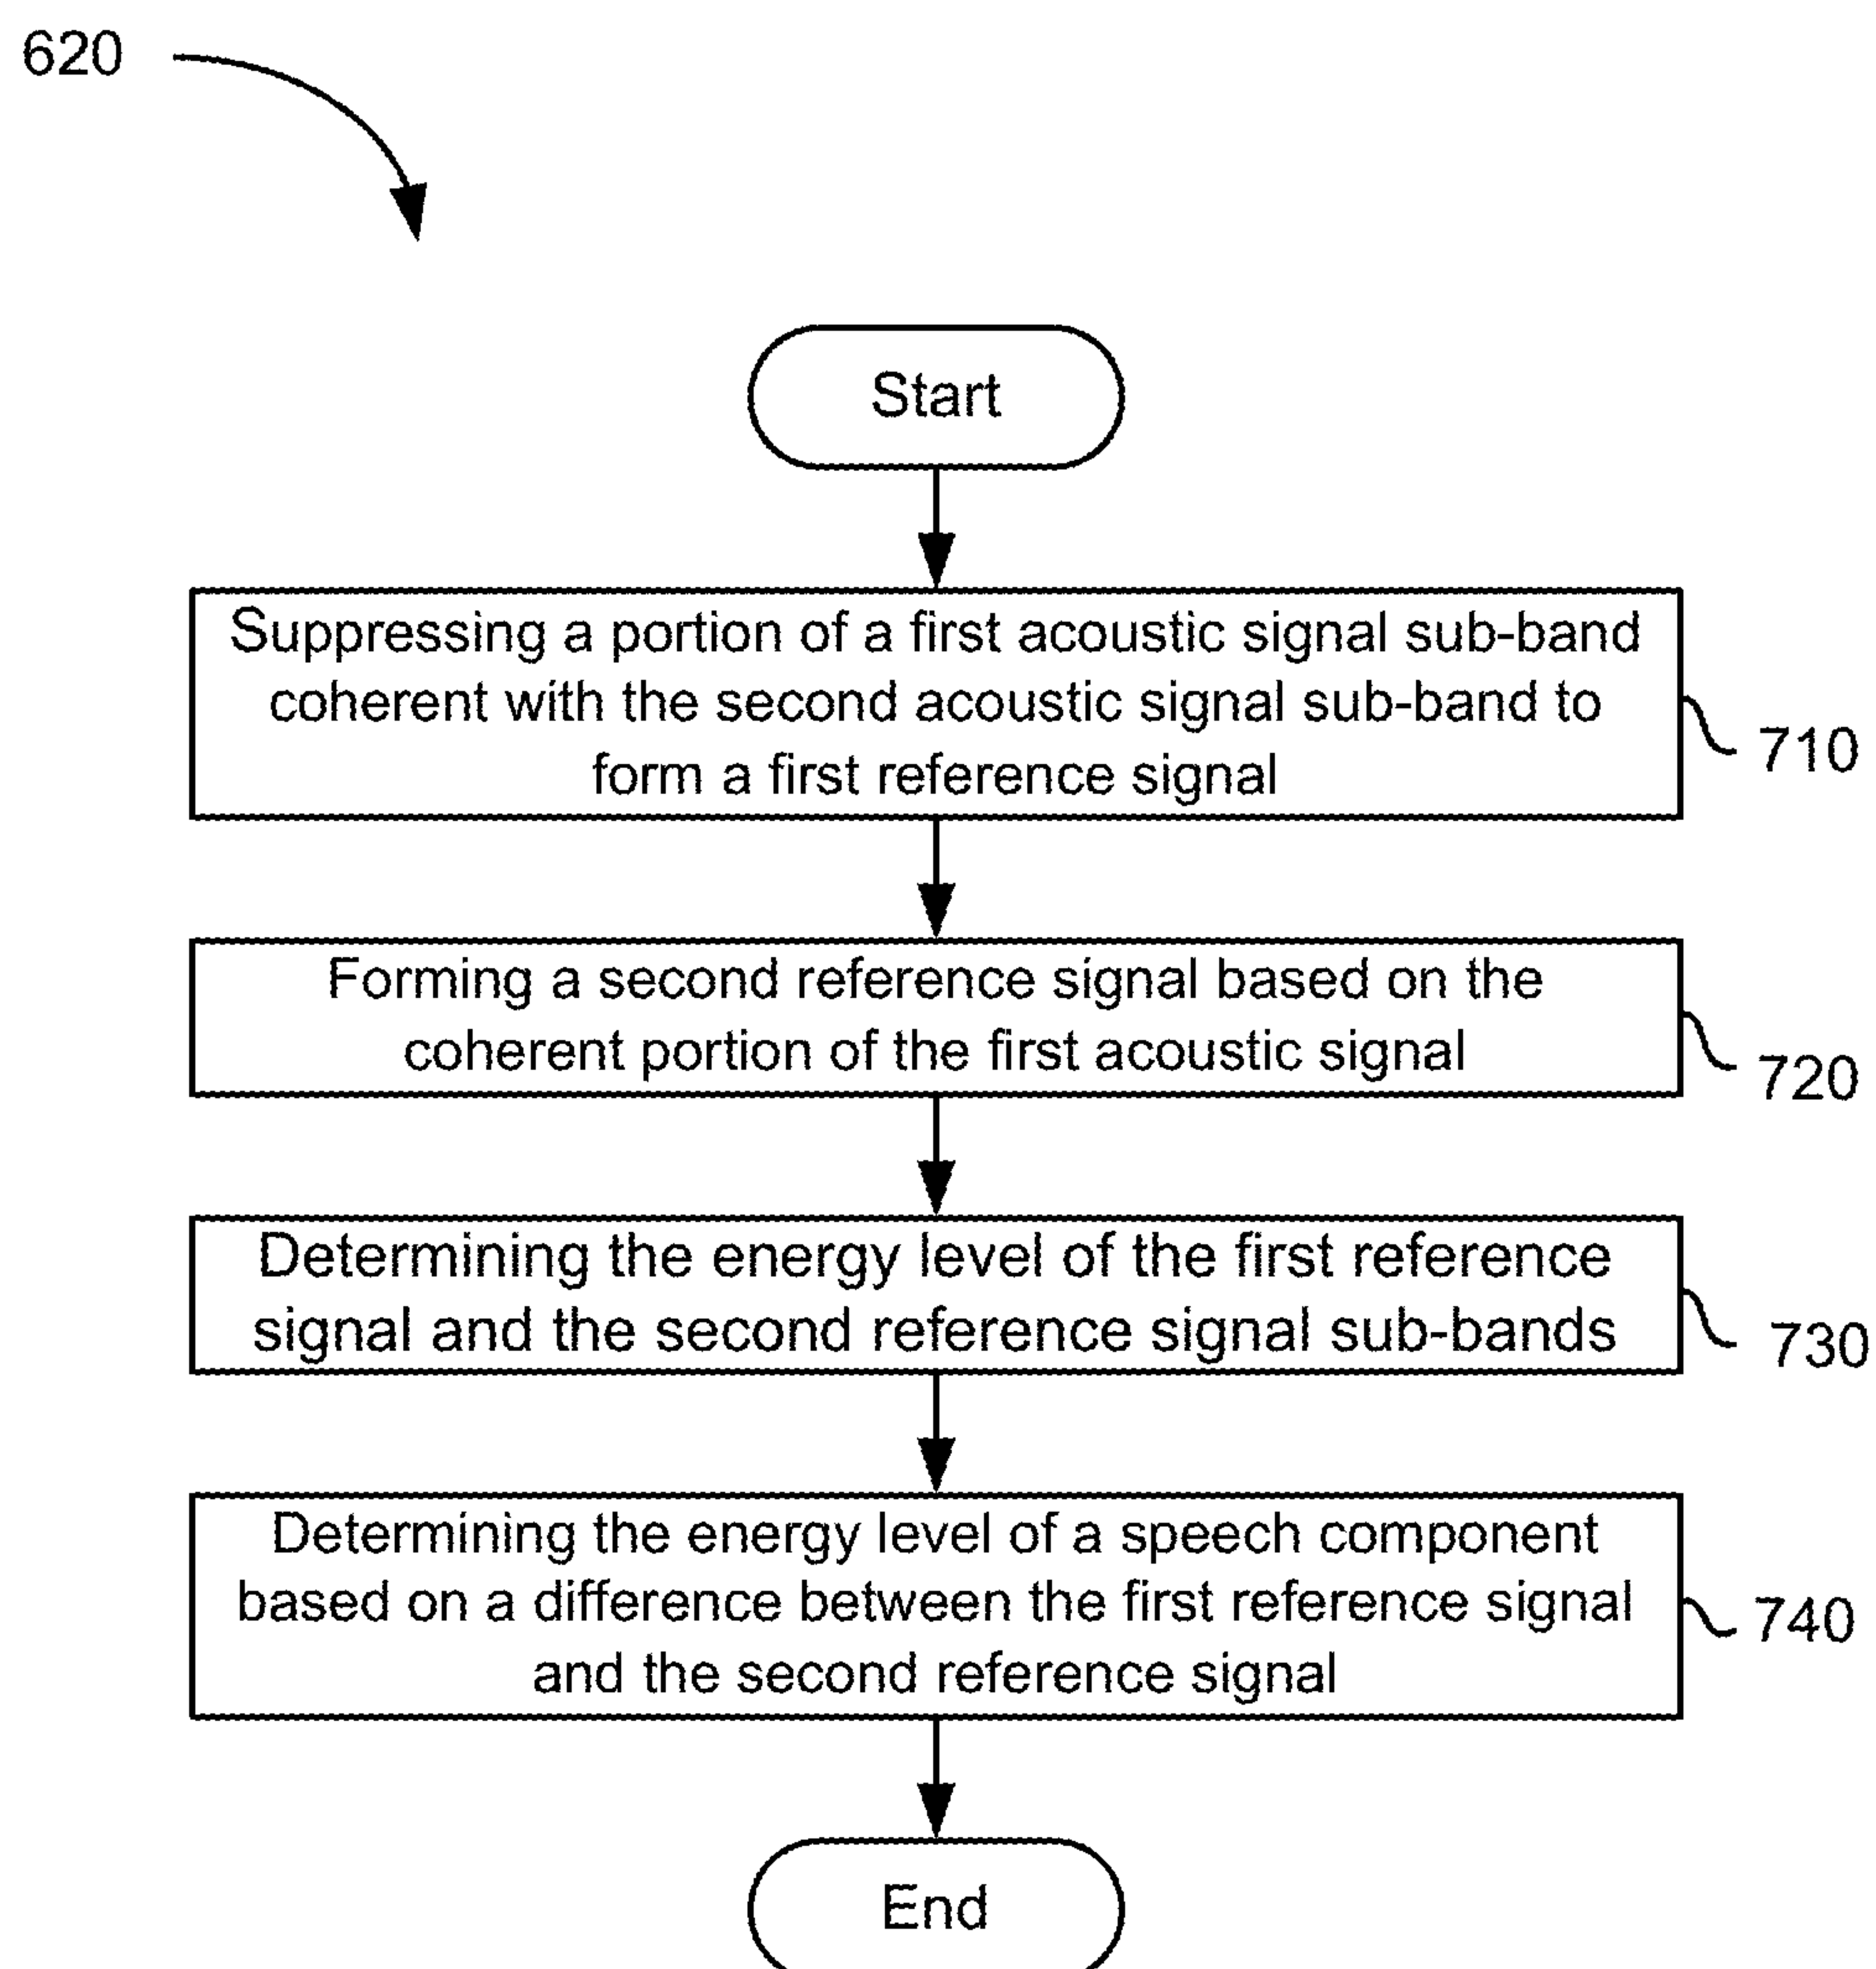 620
Start
Suppressing a portion of a first acoustic signal sub-band
coherent with the second acoustic signal sub-band to
form a first reference signal
710
Forming a second reference signal based on the
coherent portion of the first acoustic signal
720
Determining the energy level of the first reference
signal and the second reference signal sub-bands
730
Determining the energy level of a speech component
based on a difference between the first reference signal
and the second reference signal
740
End